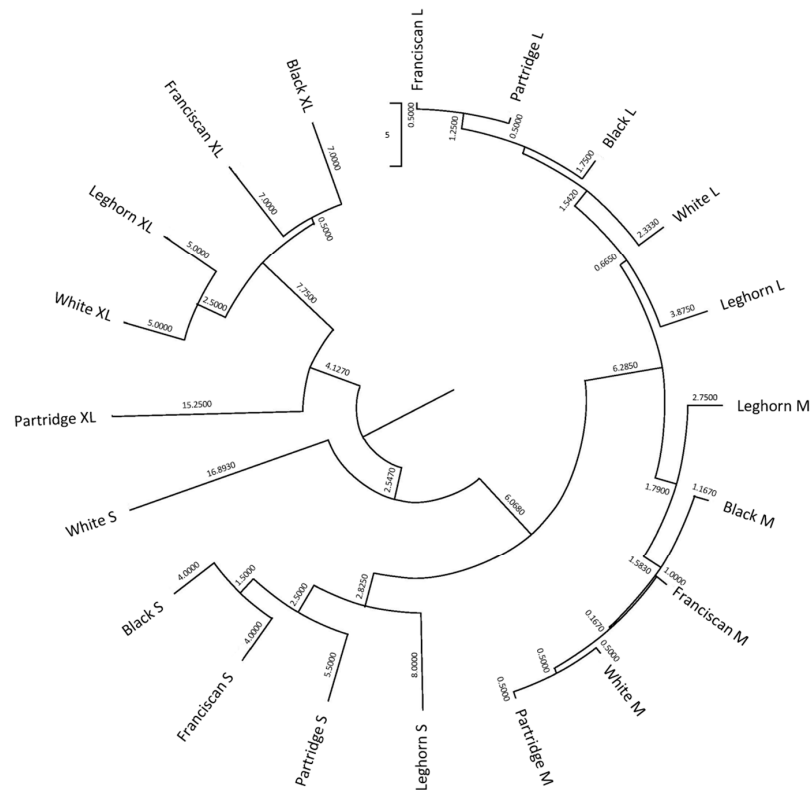 Franciscan L
0.5000
Partridge L
0.5000
1.2500
Black L
1.7500
1.5420
White L
2.3330
0.6650
Leghorn L
3.8750
6.2850
Leghorn M
2.7500
Black M
1.1670
1.7900
Franciscan M
1.0000
1.5830
0.1670
White M
0.5000
0.5000
Partridge M
0.5000
6.0680
Leghorn S
8.0000
2.8250
Partridge S
5.5000
2.5000
Franciscan S
4.0000
1.5000
Black S
4.0000
White S
16.8930
2.5470
Partridge XL
15.2500
4.1270
White XL
5.0000
2.5000
Leghorn XL
5.0000
7.7500
Franciscan XL
7.0000
0.5000
Black XL
7.0000
5